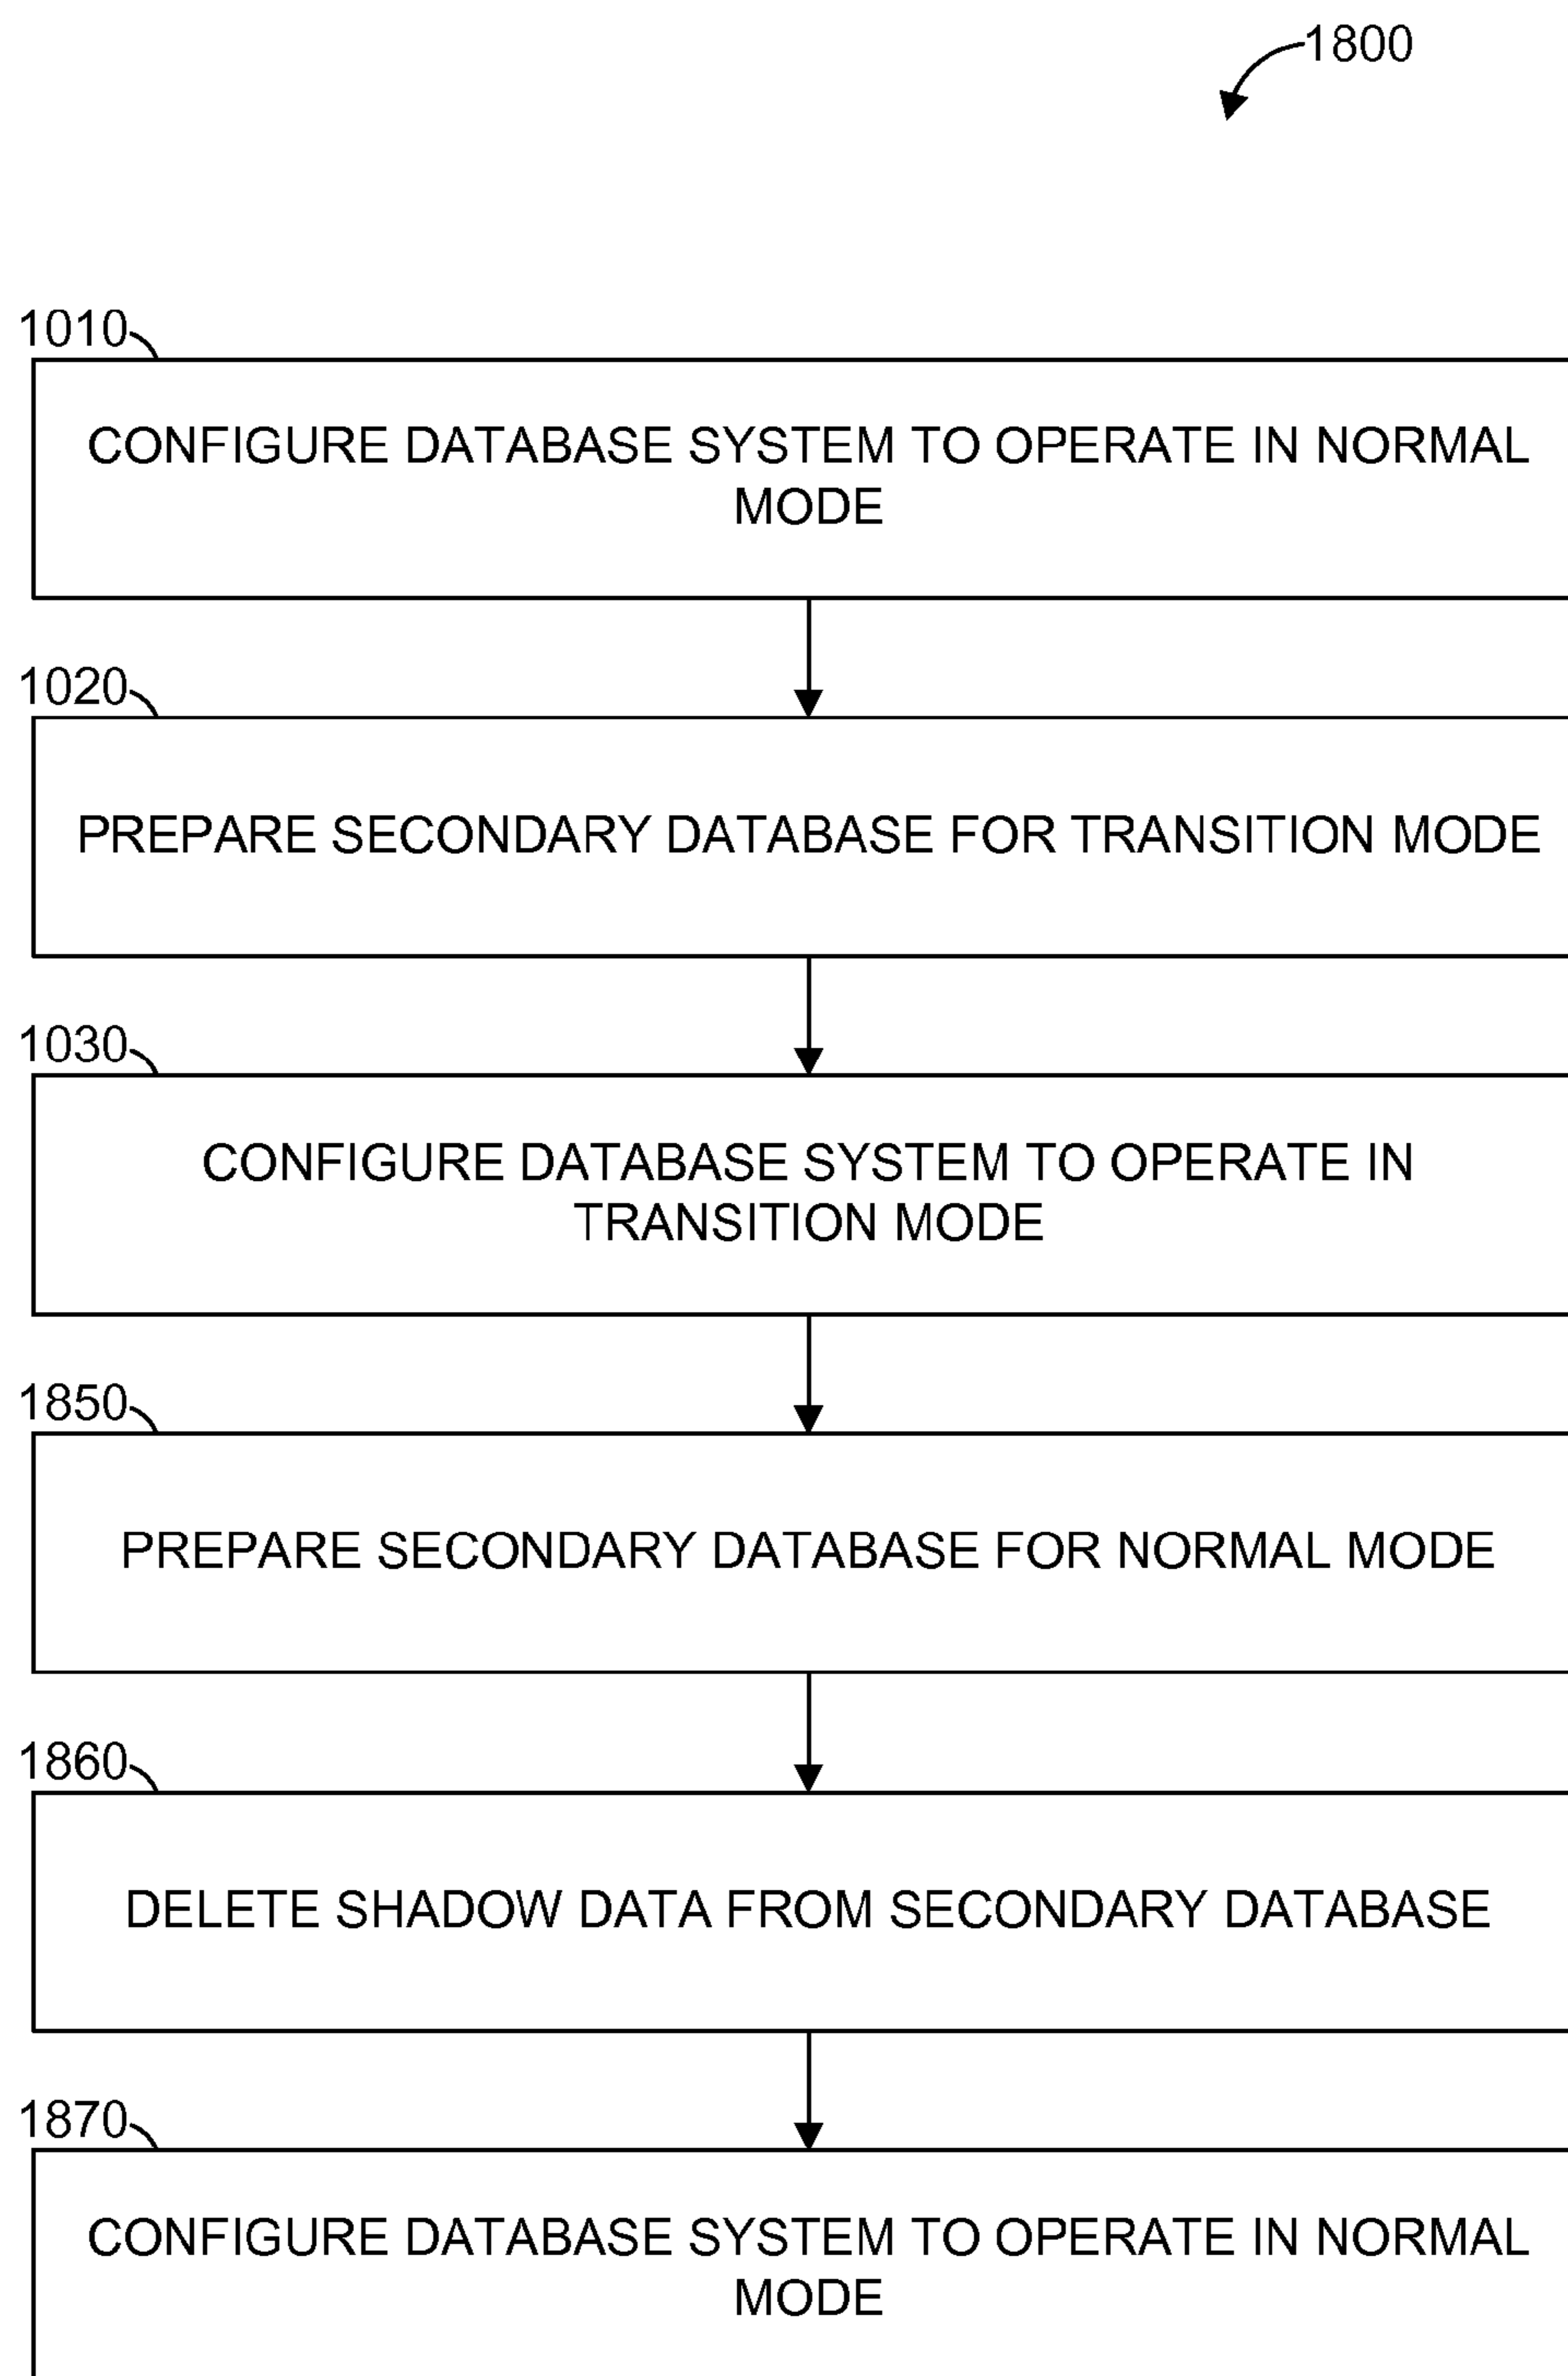 1800
1010
CONFIGURE DATABASE SYSTEM TO OPERATE IN NORMAL
MODE
1020
PREPARE SECONDARY DATABASE FOR TRANSITION MODE
1030
CONFIGURE DATABASE SYSTEM TO OPERATE IN
TRANSITION MODE
1850
PREPARE SECONDARY DATABASE FOR NORMAL MODE
1860
DELETE SHADOW DATA FROM SECONDARY DATABASE
1870
CONFIGURE DATABASE SYSTEM TO OPERATE IN NORMAL
MODE